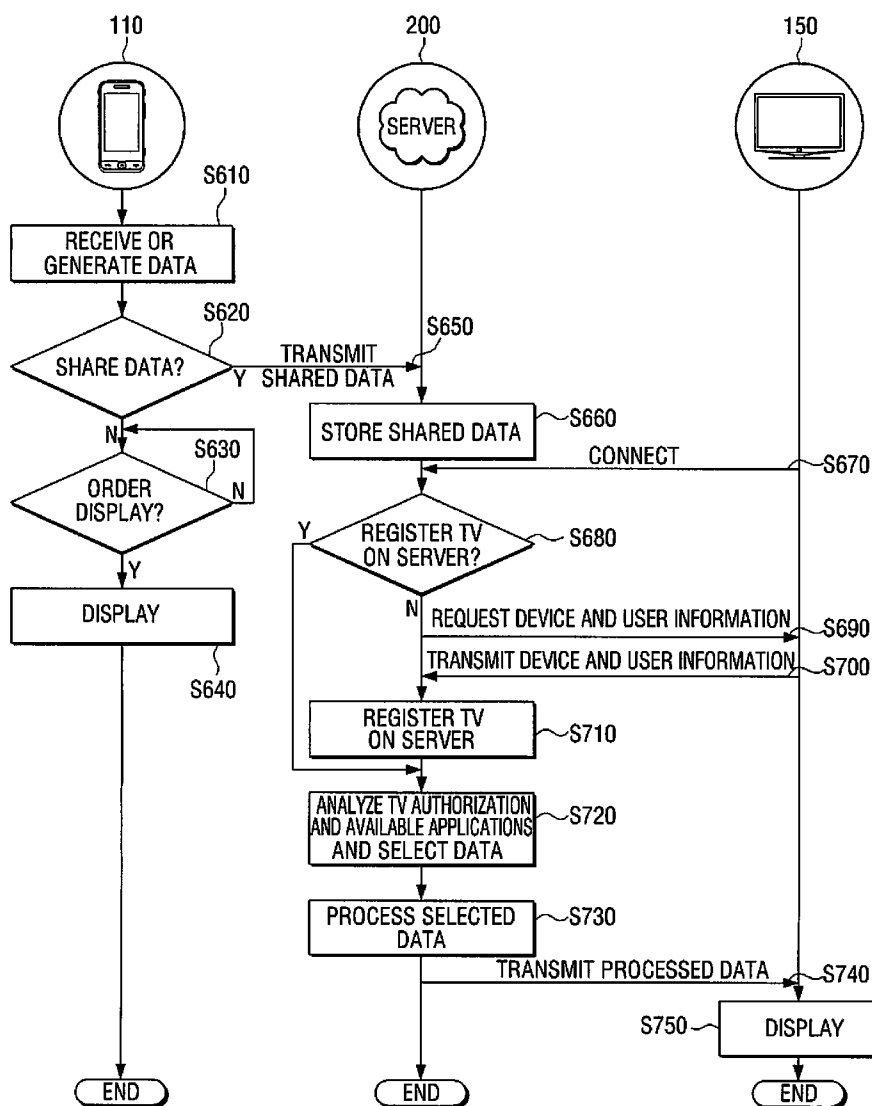 110
200
150
SERVER
S610
RECEIVE OR
GENERATE DATA
S620
SHARE DATA?
Y
TRANSMIT
SHARED DATA
S650
N
S660
STORE SHARED DATA
S630
ORDER
DISPLAY?
N
CONNECT
S670
Y
REGISTER TV
ON SERVER?
S680
Y
N
DISPLAY
S640
REQUEST DEVICE AND USER INFORMATION
S690
TRANSMIT DEVICE AND USER INFORMATION
S700
REGISTER TV
ON SERVER
S710
ANALYZE TV AUTHORIZATION
AND AVAILABLE APPLICATIONS
AND SELECT DATA
S720
PROCESS SELECTED
DATA
S730
TRANSMIT PROCESSED DATA
S740
S750
DISPLAY
END
END
END